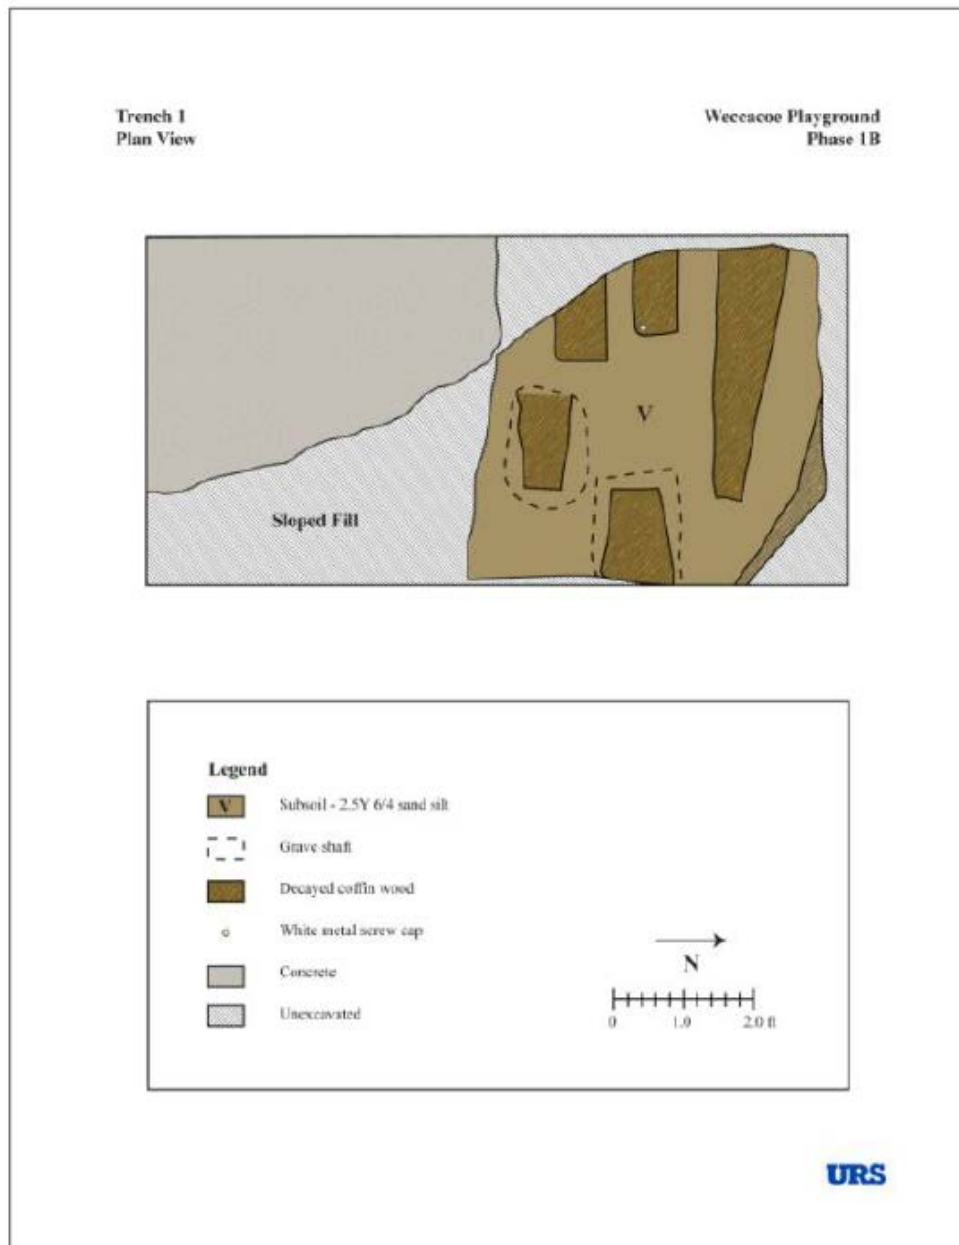 Trench 1
Plan View
Weccacoe Playground
Phase 1B
V
Sloped Fill
Legend
V
Subsoil - 2.5Y 6/4 sand silt
Grave shaft
Decayed coffin wood
White metal screw cap
Concrete
Unexcavated
N
0 1.0 2.0 ft
URS